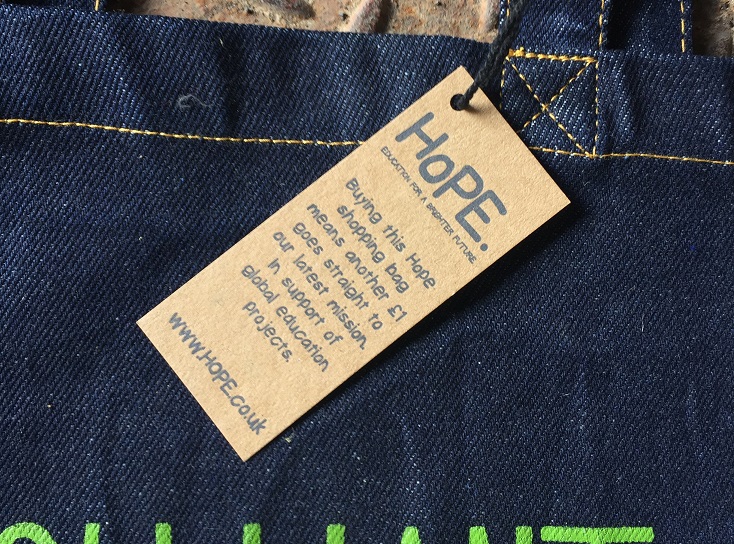 HoPE.
EDUCATION FOR A BRIGHTER FUTURE.
Buying this Hope
shopping bag
means another £1
goes straight to
our latest mission,
in support of
global education
projects.
www.HOPE.co.uk